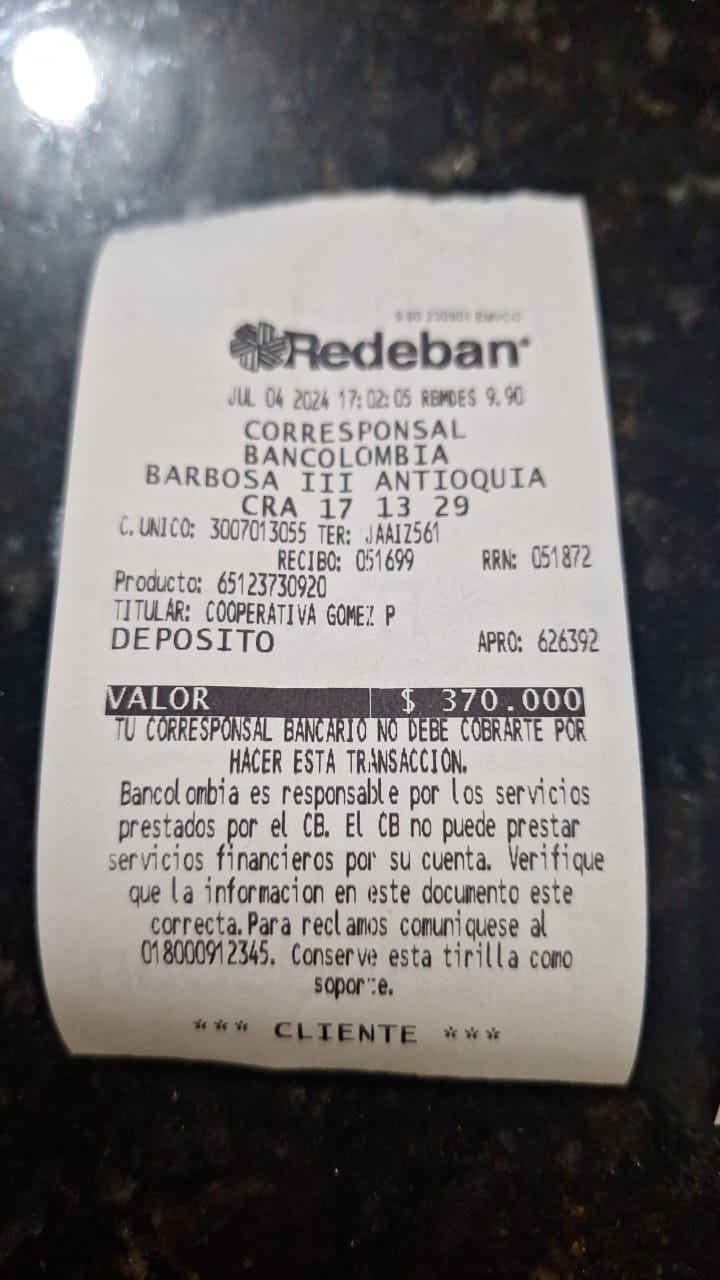 Redeban
JUL 04 2024 17:02:05 RBMDES 9.90
CORRESPONSAL
BANCOLOMBIA
BARBOSA III ANTIOQUIA
CRA 17 13 29
C. UNICO: 3007013055 TER: JAAIZ561
RECIBO: 051699 RRN: 051872
Producto: 65123730920
TITULAR: COOPERATIVA GOMEZ P
DEPOSITO APRO: 626392
VALOR $ 370.000
TU CORRESPONSAL BANCARIO NO DEBE COBRARTE POR
HACER ESTA TRANSACCION.
Bancolombia es responsable por los servicios
prestados por el CB. El CB no puede prestar
servicios financieros por su cuenta. Verifique
que la informacion en este documento este
correcta. Para reclamos comuniquese al
018000912345. Conserve esta tirilla como
soporte.
*** CLIENTE ***